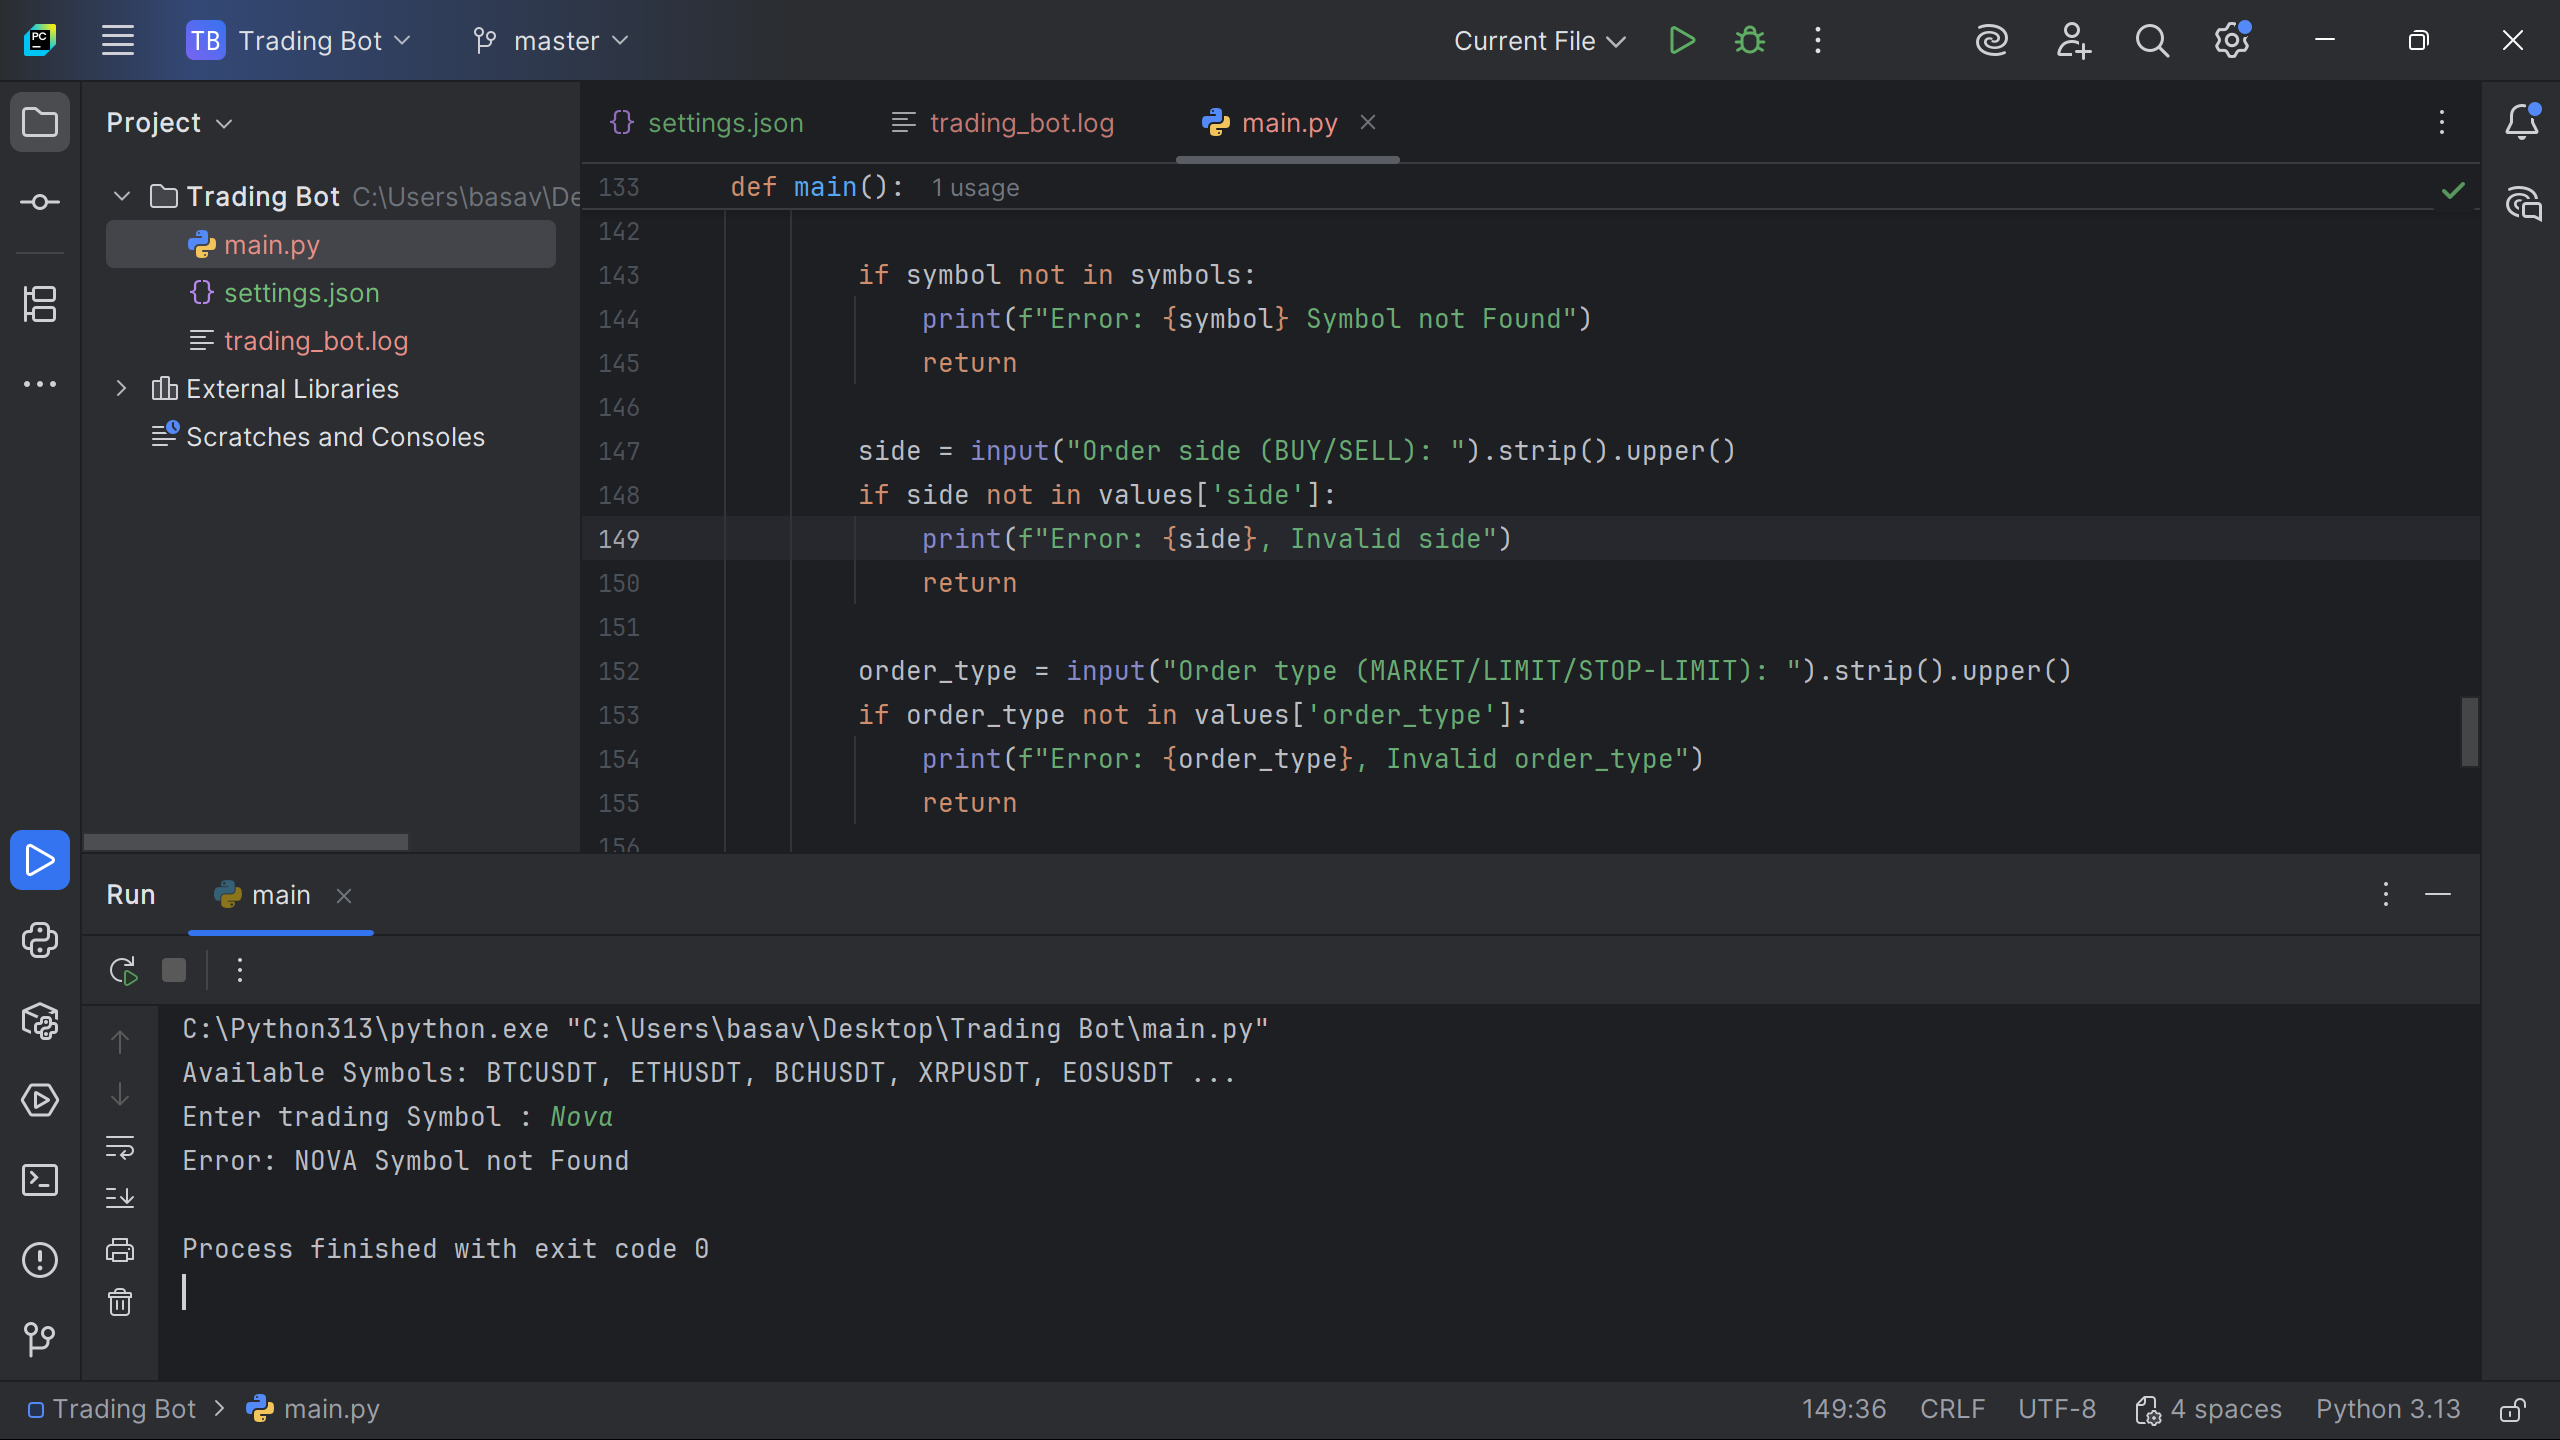 PC
TB Trading Bot
master
Current File
Project
settings.json
trading_bot.log
main.py
Trading Bot C:\Users\basav\De
main.py
settings.json
trading_bot.log
External Libraries
Scratches and Consoles
133 def main(): 1 usage
142
143 if symbol not in symbols:
144 print(f"Error: {symbol} Symbol not Found")
145 return
146
147 side = input("Order side (BUY/SELL): ").strip().upper()
148 if side not in values['side']:
149 print(f"Error: {side}, Invalid side")
150 return
151
152 order_type = input("Order type (MARKET/LIMIT/STOP-LIMIT): ").strip().upper()
153 if order_type not in values['order_type']:
154 print(f"Error: {order_type}, Invalid order_type")
155 return
156
Run
main
C:\Python313\python.exe "C:\Users\basav\Desktop\Trading Bot\main.py"
Available Symbols: BTCUSDT, ETHUSDT, BCHUSDT, XRPUSDT, EOSUSDT ...
Enter trading Symbol : Nova
Error: NOVA Symbol not Found
Process finished with exit code 0
Trading Bot > main.py
149:36 CRLF UTF-8 4 spaces Python 3.13